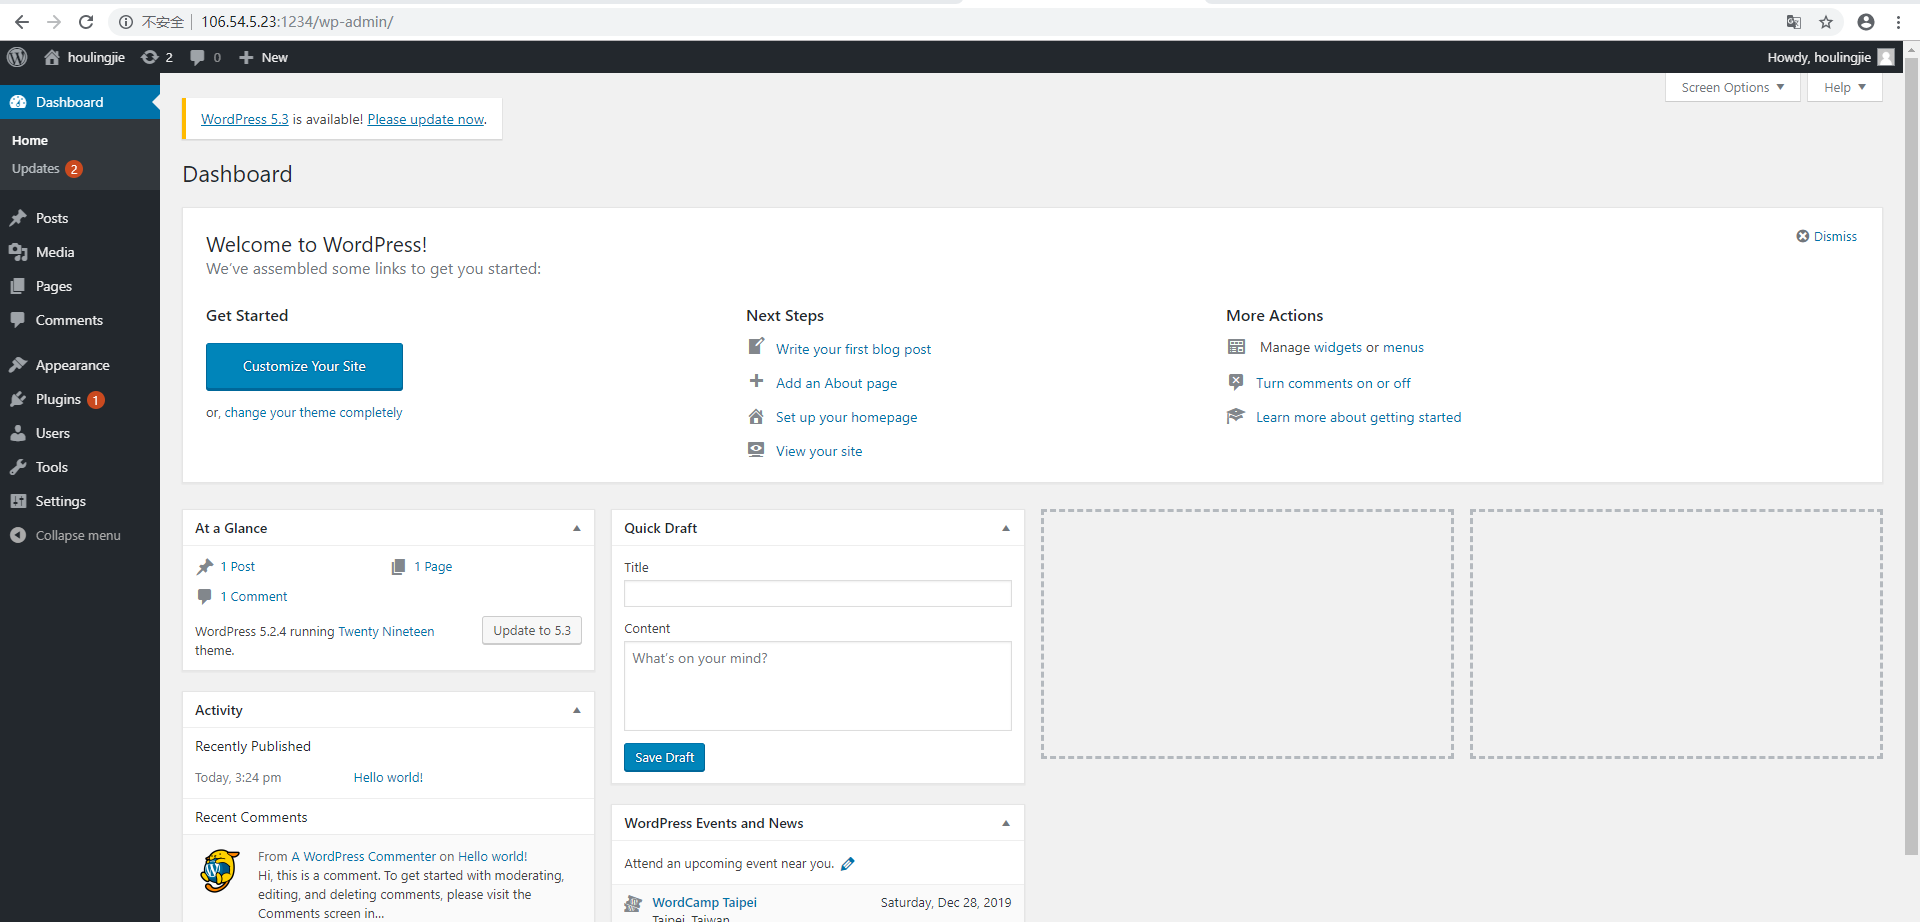 不安全 106.54.5.23:1234/wp-admin/
houlingjie 2 0 New
Howdy, houlingjie
Dashboard
Home
Updates 2
Posts
Media
Pages
Comments
Appearance
Plugins 1
Users
Tools
Settings
Collapse menu
Screen Options
Help
WordPress 5.3 is available! Please update now.
Dashboard
Welcome to WordPress!
We've assembled some links to get you started:
Dismiss
Get Started
Customize Your Site
or, change your theme completely
Next Steps
Write your first blog post
Add an About page
Set up your homepage
View your site
More Actions
Manage widgets or menus
Turn comments on or off
Learn more about getting started
At a Glance
1 Post
1 Page
1 Comment
WordPress 5.2.4 running Twenty Nineteen
theme.
Update to 5.3
Activity
Recently Published
Today, 3:24 pm
Hello world!
Recent Comments
From A WordPress Commenter on Hello world!
Hi, this is a comment. To get started with moderating,
editing, and deleting comments, please visit the
Comments screen in…
Quick Draft
Title
Content
What's on your mind?
Save Draft
WordPress Events and News
Attend an upcoming event near you.
WordCamp Taipei
Saturday, Dec 28, 2019
Taipei, Taiwan